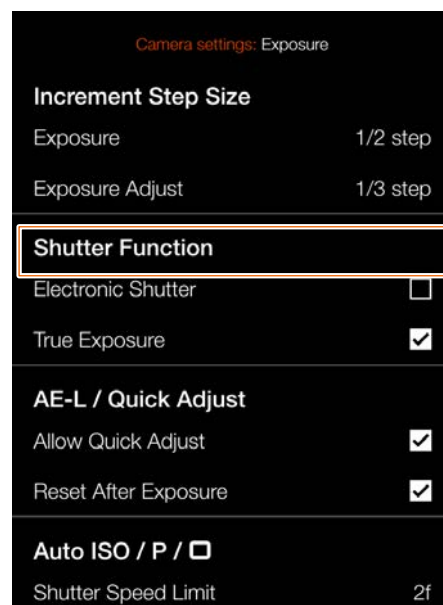 Camera settings: Exposure
Increment Step Size
Exposure 1/2 step
Exposure Adjust 1/3 step
Shutter Function
Electronic Shutter
True Exposure
AE-L / Quick Adjust
Allow Quick Adjust
Reset After Exposure
Auto ISO / P /
Shutter Speed Limit 2f